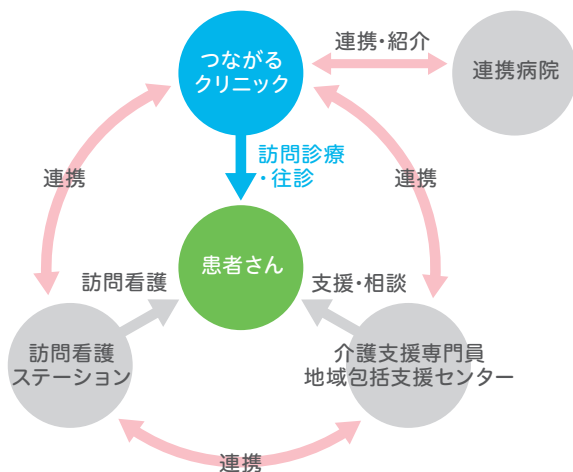 連携・紹介
つながる
クリニック
連携病院
訪問診療
・往診
連携
連携
患者さん
訪問看護
支援・相談
訪問看護
ステーション
介護支援専門員
地域包括支援センター
連携